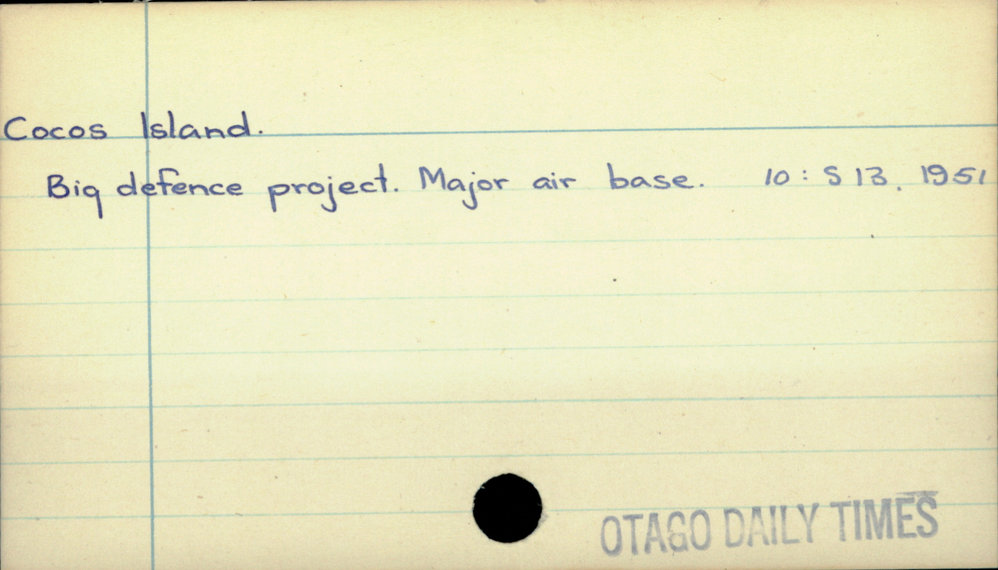 Cocos Island.
Big defence project. Major air base. 10: S 13, 1951
OTAGO DAILY TIMES